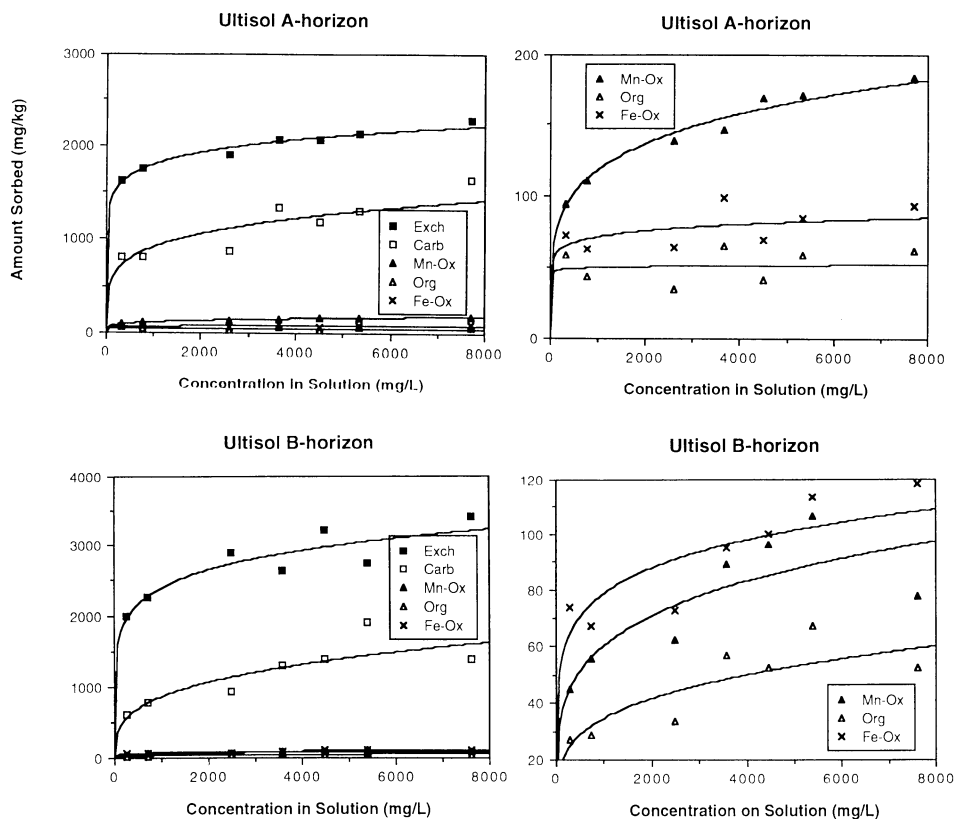 Ultisol A-horizon
3000
2000
1000
0
0 2000 4000 6000 8000
Amount Sorbed (mg/kg)
Concentration in Solution (mg/L)
Exch
Carb
Mn-Ox
Org
Fe-Ox
Ultisol A-horizon
200
100
0
0 2000 4000 6000 8000
Concentration in Solution (mg/L)
Mn-Ox
Org
Fe-Ox
Ultisol B-horizon
4000
3000
2000
1000
0
0 2000 4000 6000 8000
Concentration in Solution (mg/L)
Exch
Carb
Mn-Ox
Org
Fe-Ox
Ultisol B-horizon
120
100
80
60
40
20
0 2000 4000 6000 8000
Concentration on Solution (mg/L)
Mn-Ox
Org
Fe-Ox